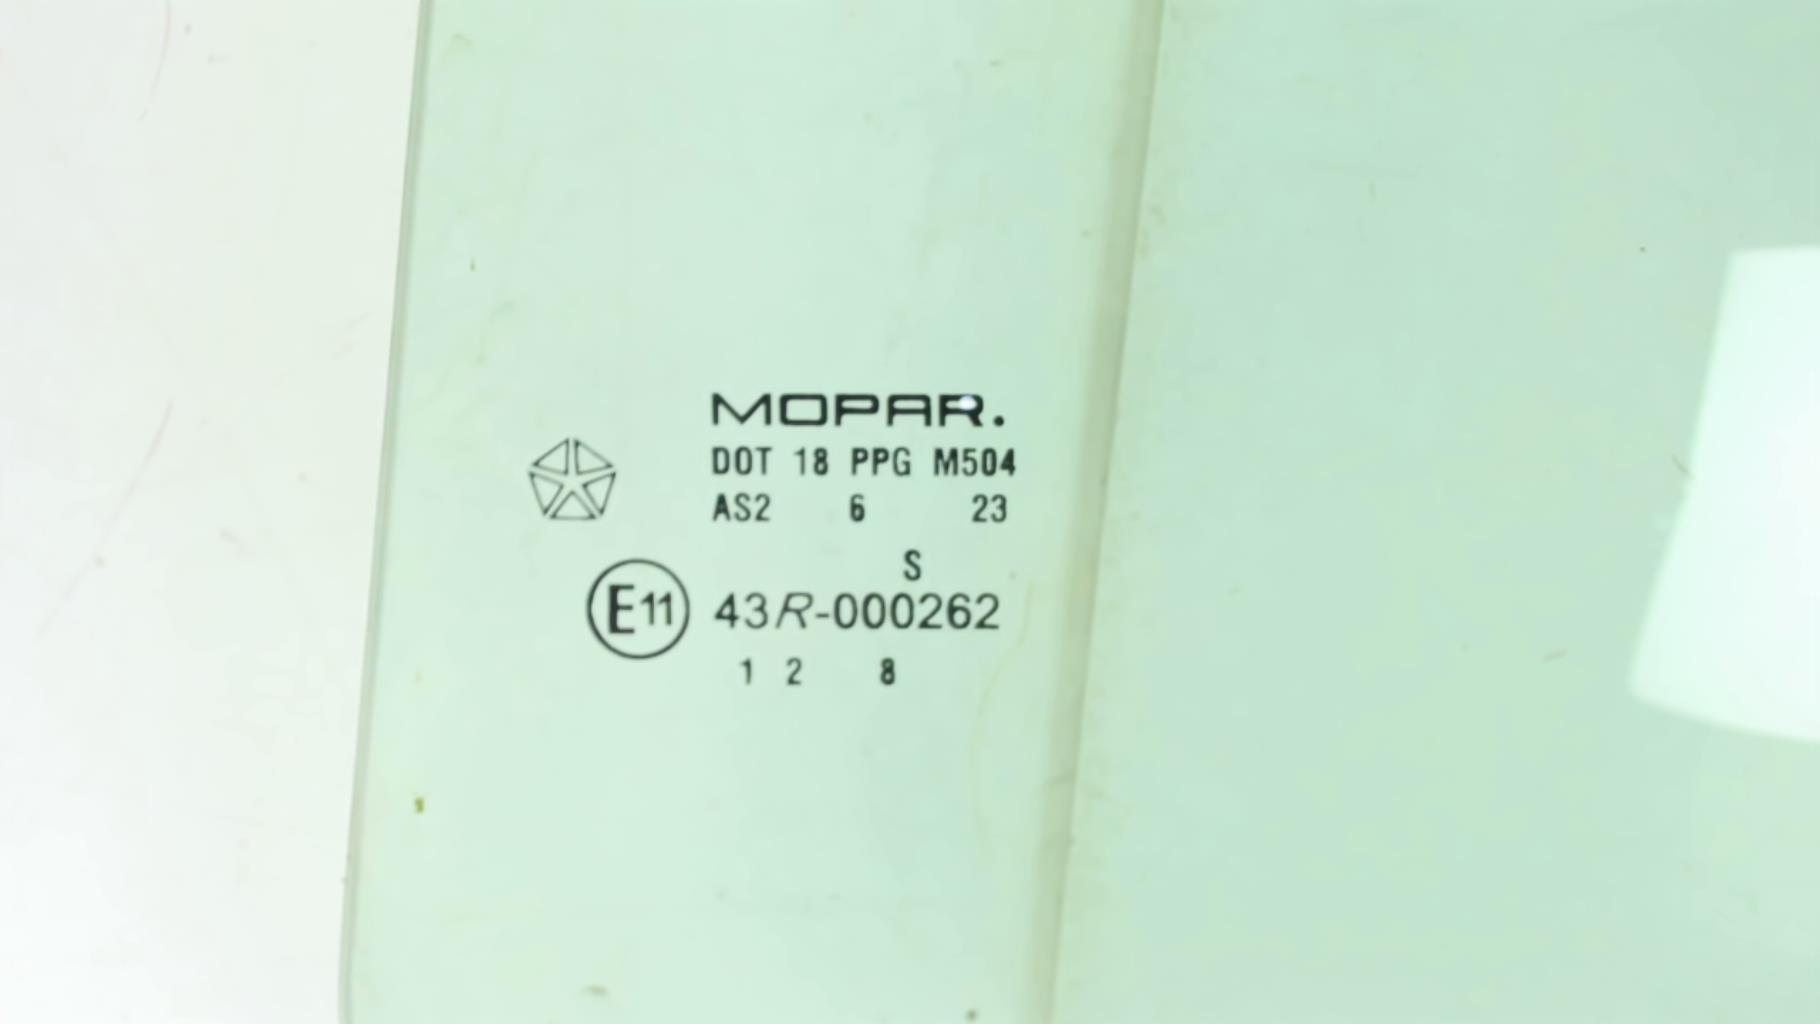 MOPAR.
DOT 18 PPG M504
AS2 6 23
S
E11 43R-000262
1 2 8